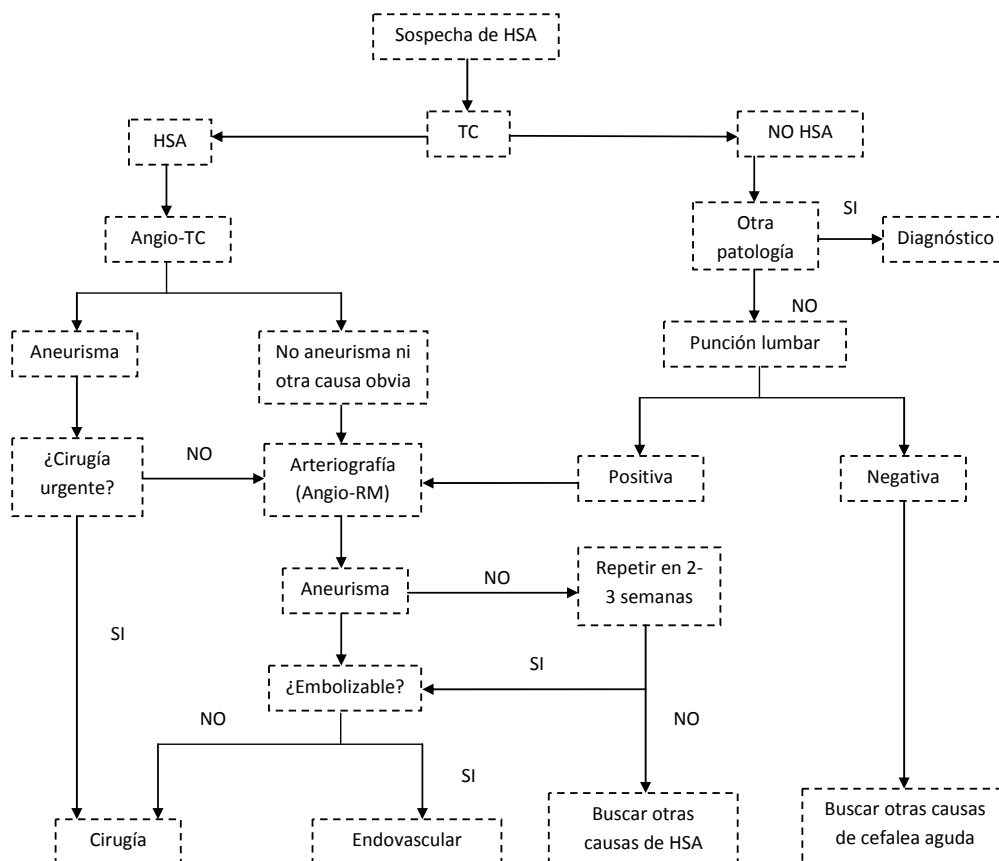 Sospecha de HSA
TC
HSA
NO HSA
Angio-TC
Otra
patología
SI
Diagnóstico
NO
Aneurisma
No aneurisma ni
otra causa obvia
Punción lumbar
¿Cirugía
urgente?
NO
Arteriografía
(Angio-RM)
Positiva
Negativa
Aneurisma
NO
Repetir en 2-
3 semanas
SI
SI
¿Embolizable?
NO
NO
SI
Cirugía
Endovascular
Buscar otras
causas de HSA
Buscar otras causas
de cefalea aguda